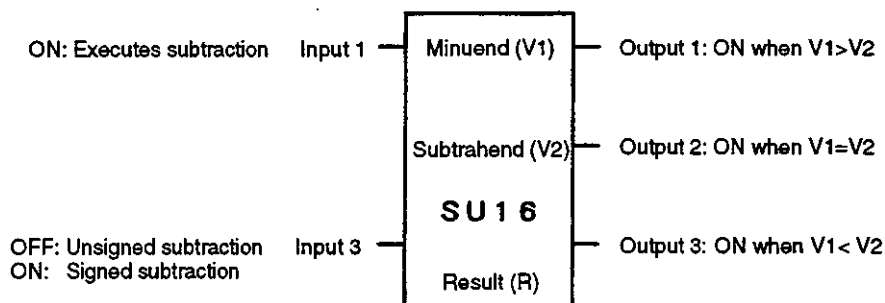 ON: Executes subtraction Input 1 Minuend (V1) Output 1: ON when V1>V2
Subtrahend (V2) Output 2: ON when V1=V2
SU16
OFF: Unsigned subtraction Input 3 Output 3: ON when V1< V2
ON: Signed subtraction
Result (R)